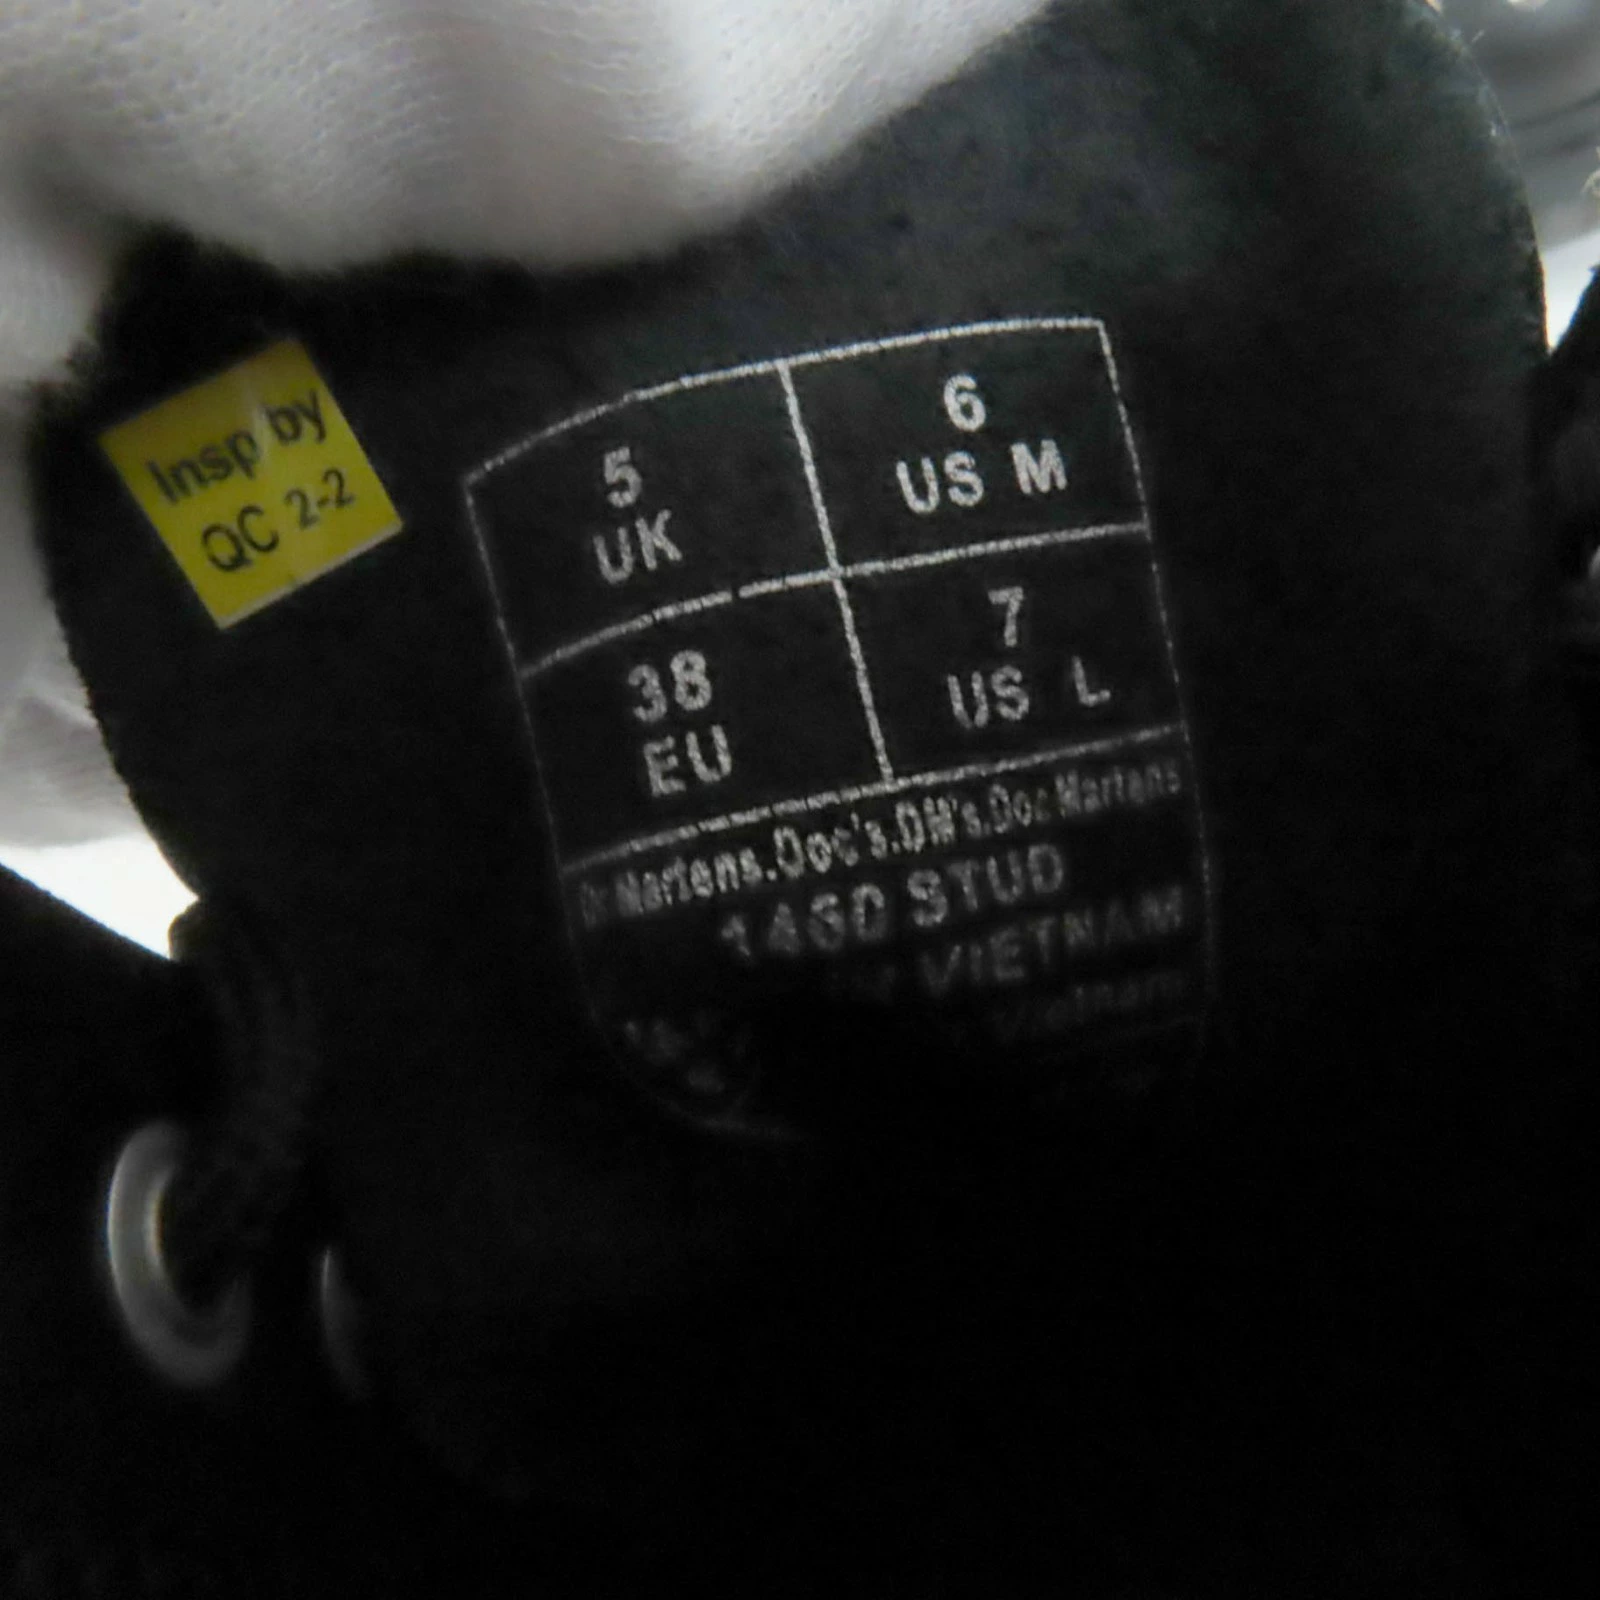 Insp by
QC 2-2
5
UK
6
US M
38
EU
7
US L
Dr Martens.Doc's.DM's.Doc Martens
1460 STUD
VIETNAM
Vietnam